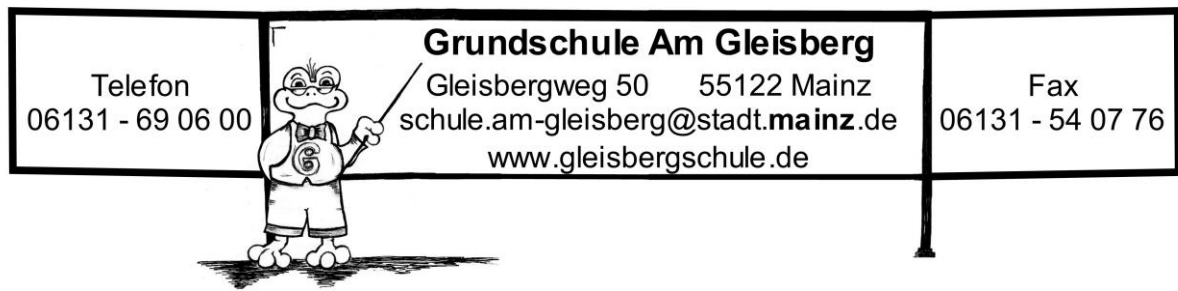 Telefon
06131 - 69 06 00
Grundschule Am Gleisberg
Gleisbergweg 50 55122 Mainz
schule.am-gleisberg@stadt.mainz.de
www.gleisbergschule.de
G
Fax
06131 - 54 07 76